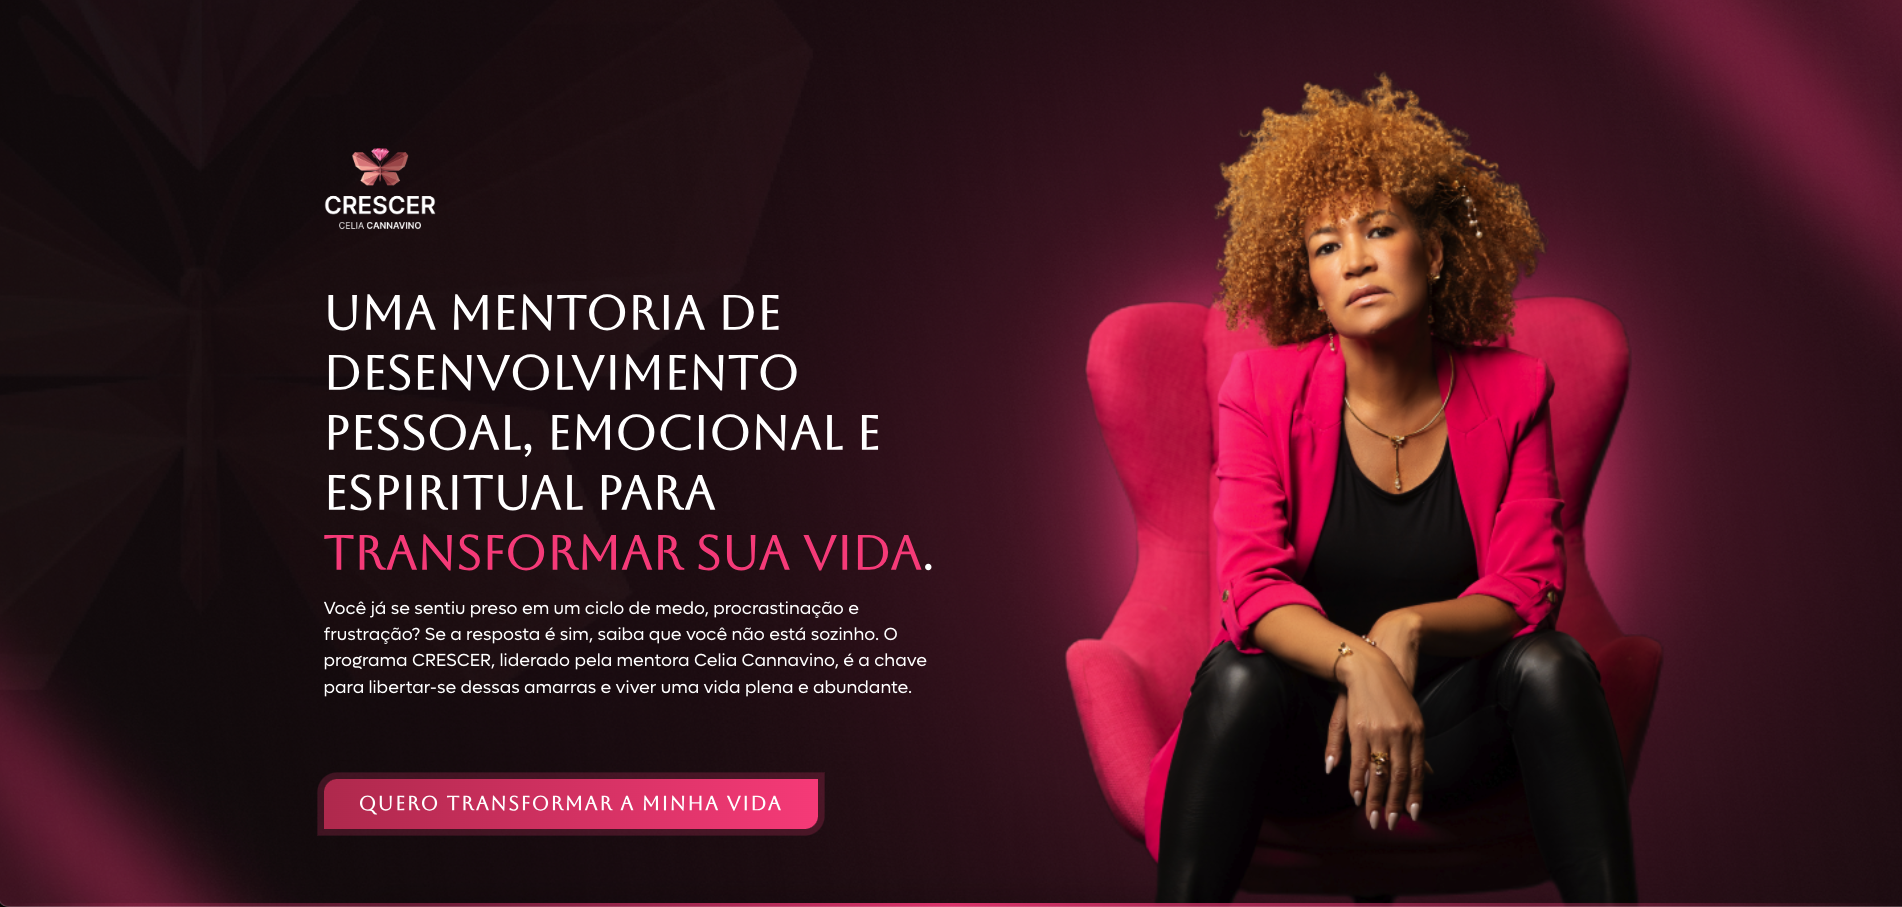 CRESCER
CELIA CANNAVINO
UMA MENTORIA DE
DESENVOLVIMENTO
PESSOAL, EMOCIONAL E
ESPIRITUAL PARA
TRANSFORMAR SUA VIDA.
Você já se sentiu preso em um ciclo de medo, procrastinação e
frustração? Se a resposta é sim, saiba que você não está sozinho. O
programa CRESCER, liderado pela mentora Celia Cannavino, é a chave
para libertar-se dessas amarras e viver uma vida plena e abundante.
QUERO TRANSFORMAR A MINHA VIDA